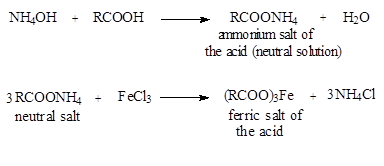 NH₄OH + RCOOH RCOONH₄ + H₂O
ammonium salt of
the acid (neutral solution)
3 RCOONH₄ + FeCl₃ (RCOO)₃Fe + 3NH₄Cl
neutral salt ferric salt of
the acid